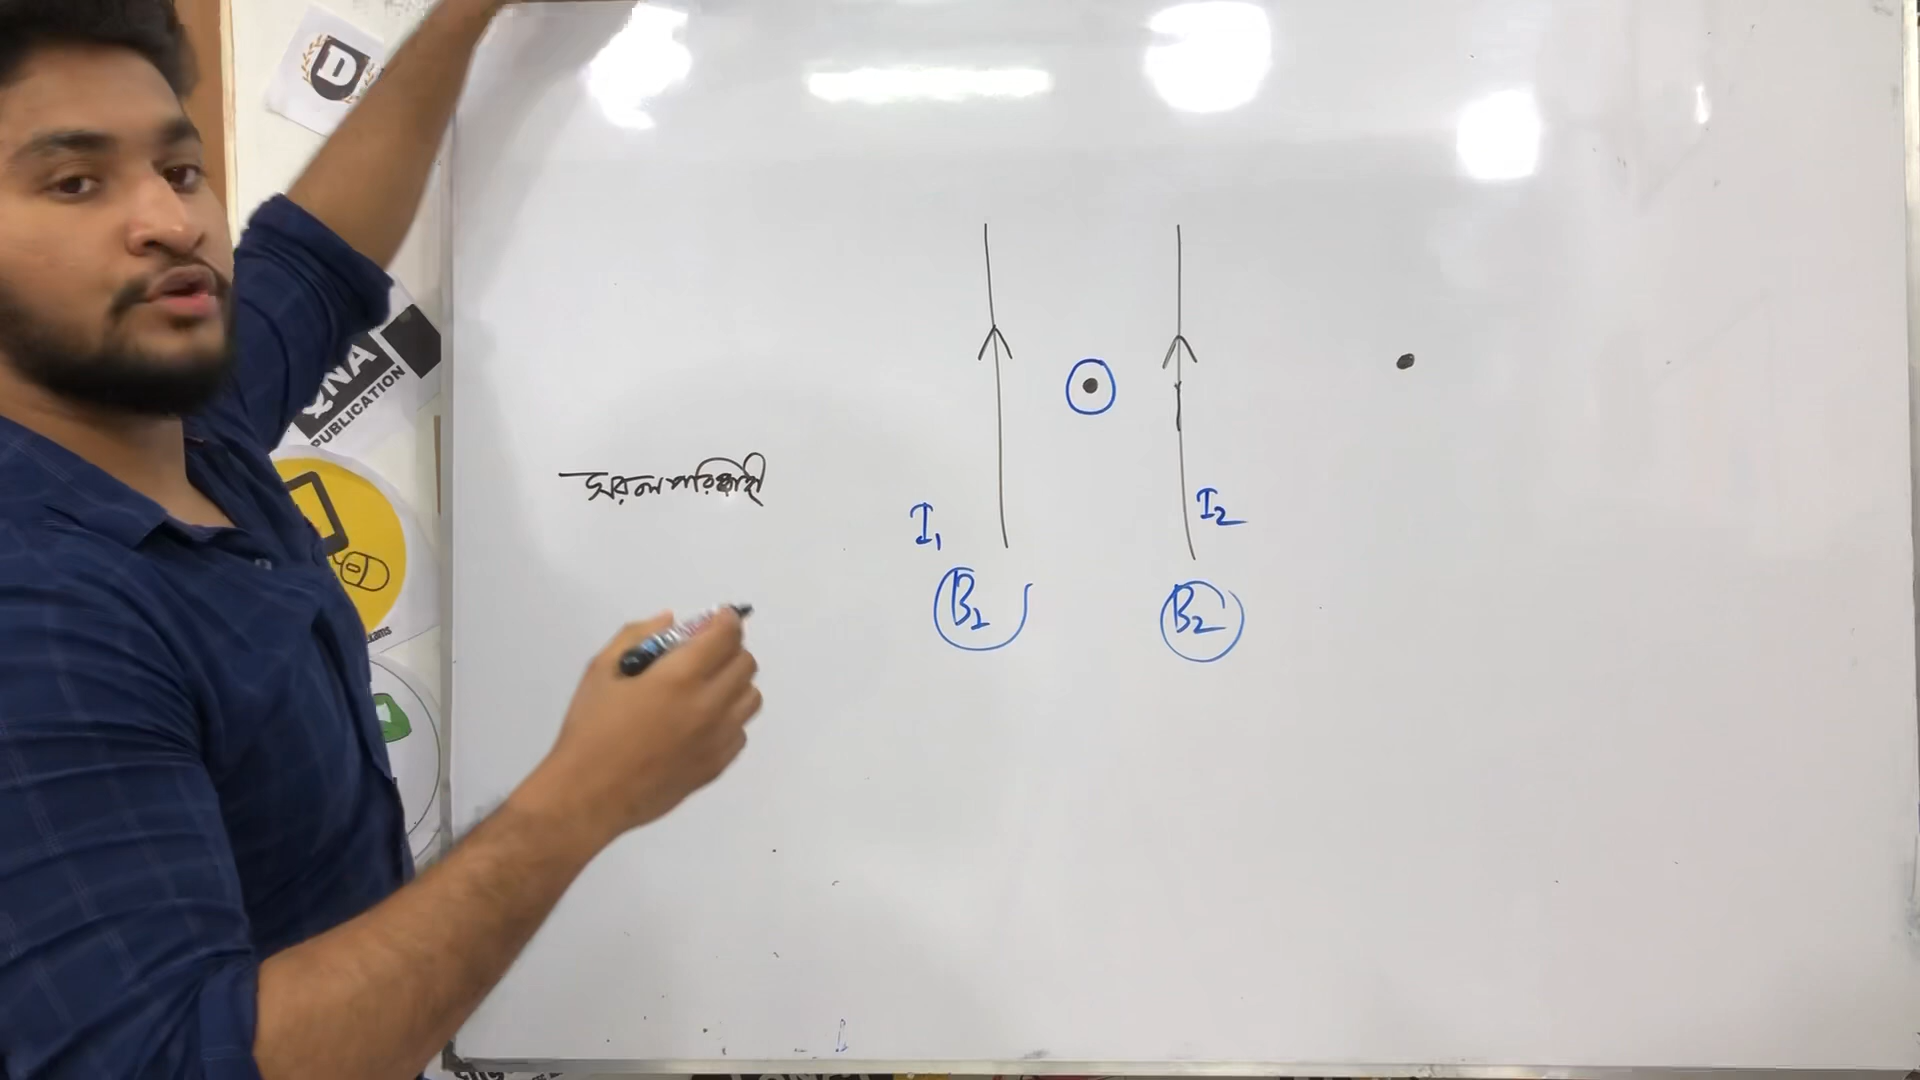 D
QNA
PUBLICATION
সরল পরিবাহী
I₁
I₂
B₁
B₂